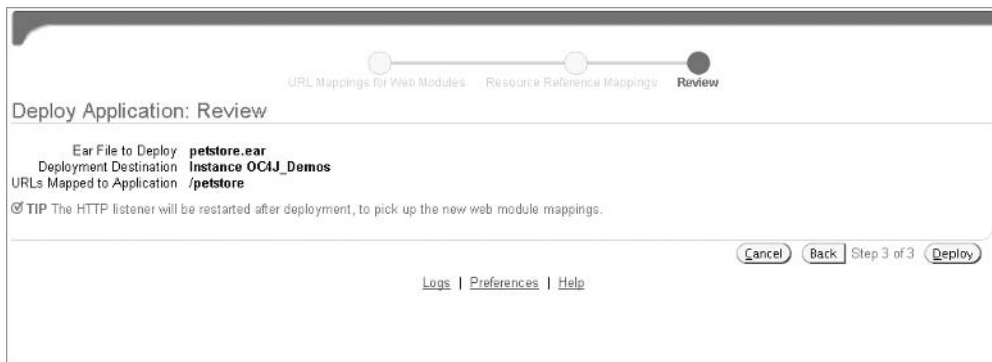 URL Mappings for Web Modules Resource Reference Mappings Review
Deploy Application: Review
Ear File to Deploy petstore.ear
Deployment Destination Instance OC4J_Demos
URLs Mapped to Application /petstore
TIP The HTTP listener will be restarted after deployment, to pick up the new web module mappings.
Cancel Back Step 3 of 3 Deploy
Logs | Preferences | Help